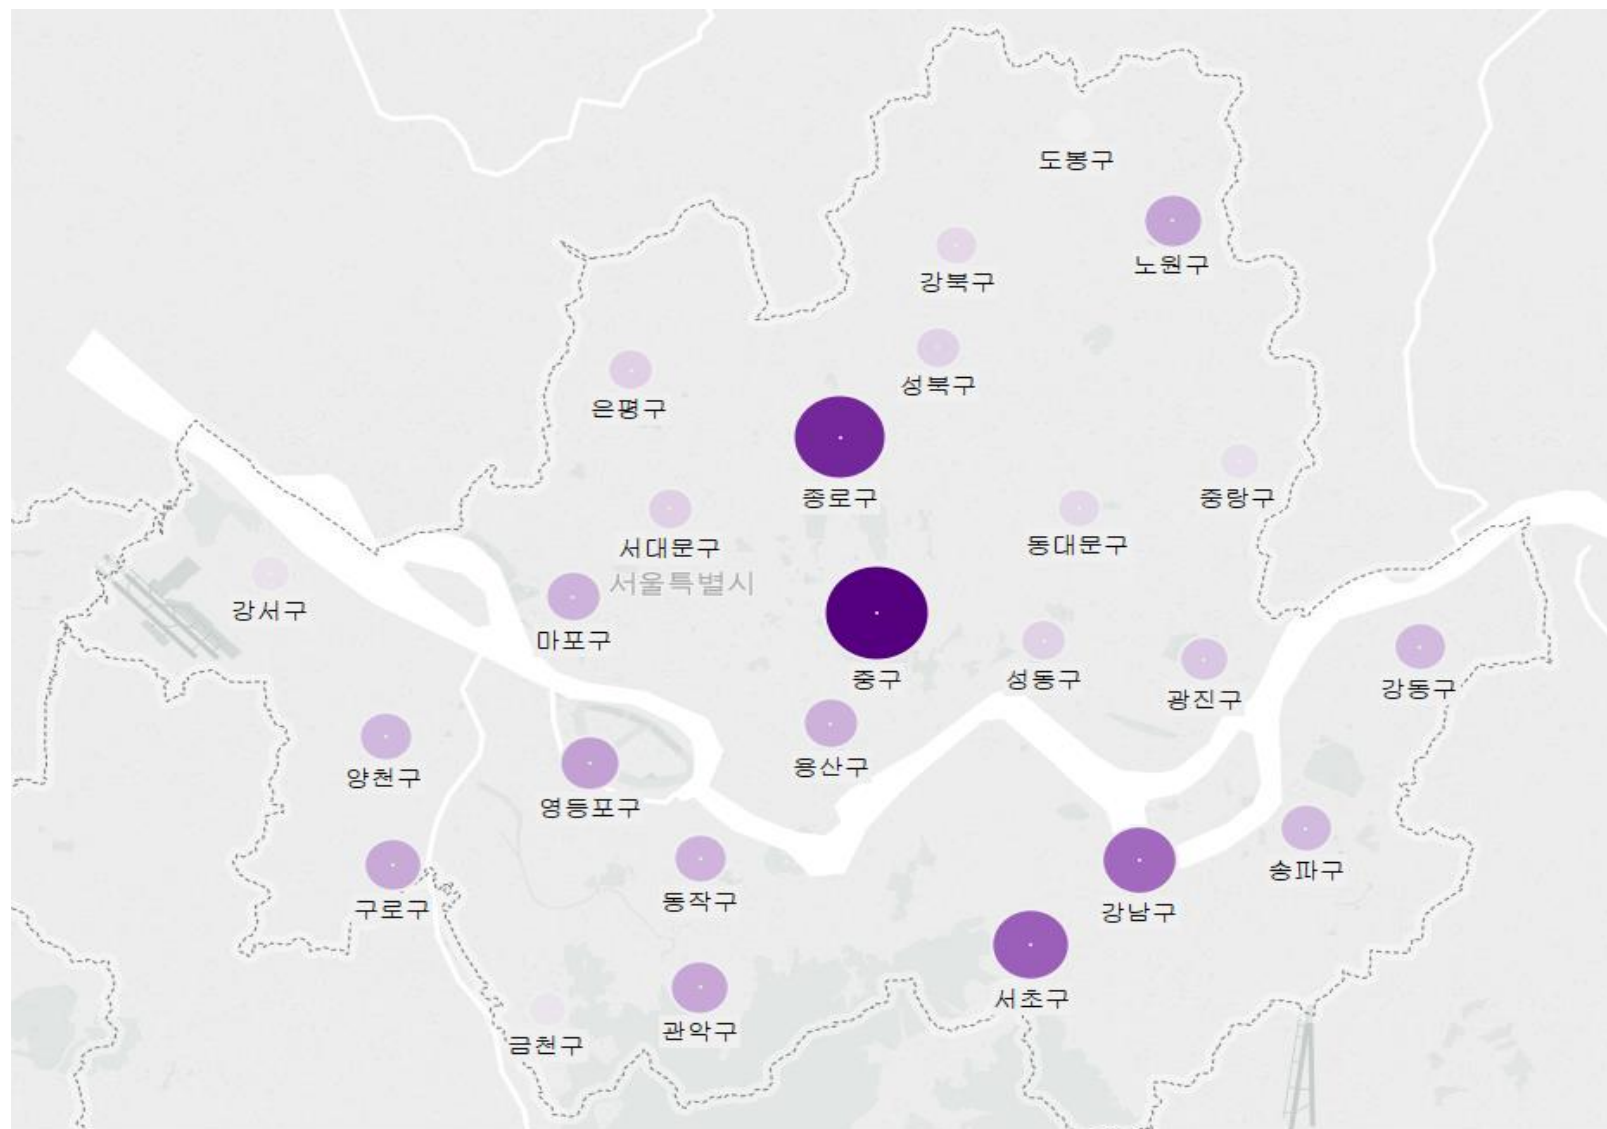 도봉구
노원구
강북구
성북구
은평구
종로구
중랑구
동대문구
서대문구
서울특별시
강서구
마포구
중구
성동구
광진구
강동구
용산구
양천구
영등포구
송파구
동작구
구로구
강남구
서초구
관악구
금천구